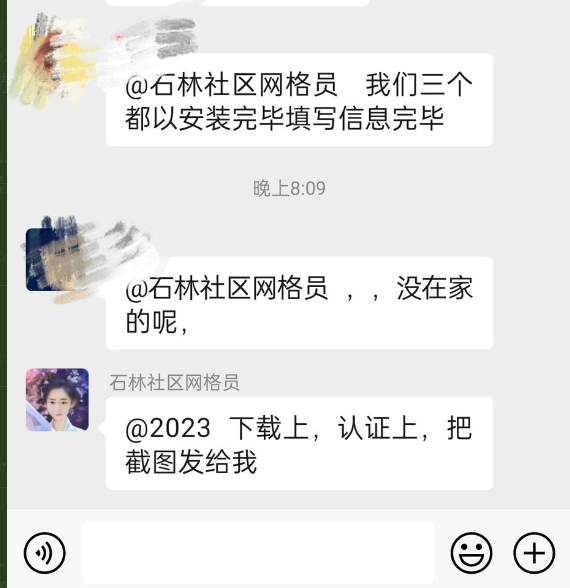 @石林社区网格员 我们三个
都以安装完毕填写信息完毕
晚上8:09
@石林社区网格员 ，，没在家
的呢，
石林社区网格员
@2023 下载上，认证上，把
截图发给我